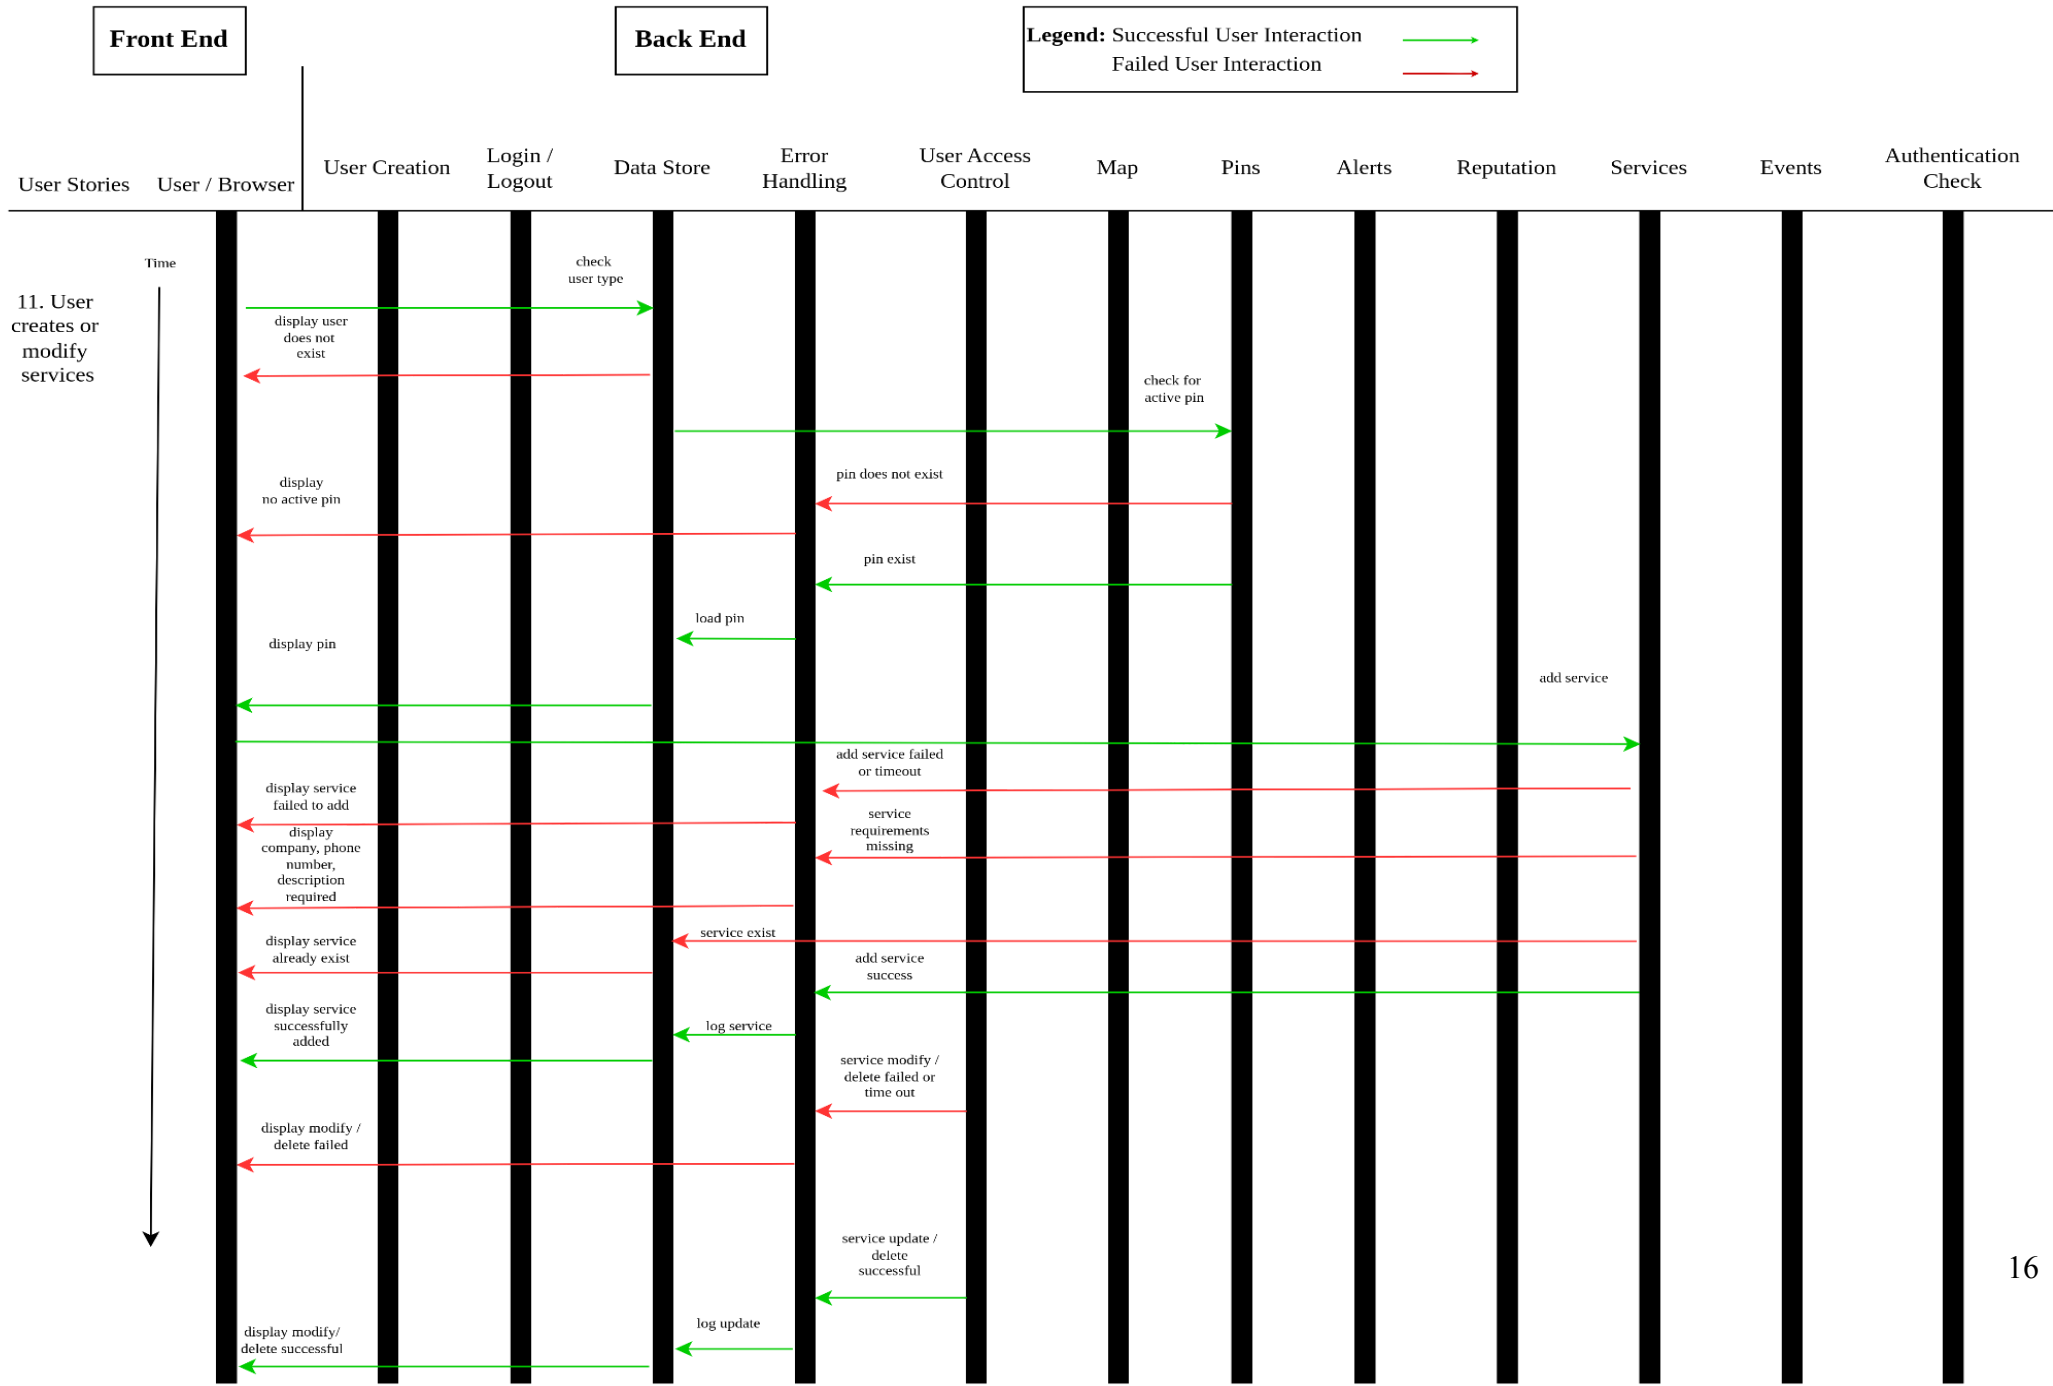 Front End
Back End
Legend: Successful User Interaction
Failed User Interaction
User Stories
User / Browser
User Creation
Login /
Logout
Data Store
Error
Handling
User Access
Control
Map
Pins
Alerts
Reputation
Services
Events
Authentication
Check
Time
11. User
creates or
modify
services
check
user type
display user
does not
exist
check for
active pin
pin does not exist
display
no active pin
pin exist
load pin
display pin
add service
add service failed
or timeout
display service
failed to add
service
requirements
missing
display
company, phone
number,
description
required
service exist
display service
already exist
add service
success
log service
display service
successfully
added
service modify /
delete failed or
time out
display modify /
delete failed
service update /
delete
successful
log update
display modify/
delete successful
16